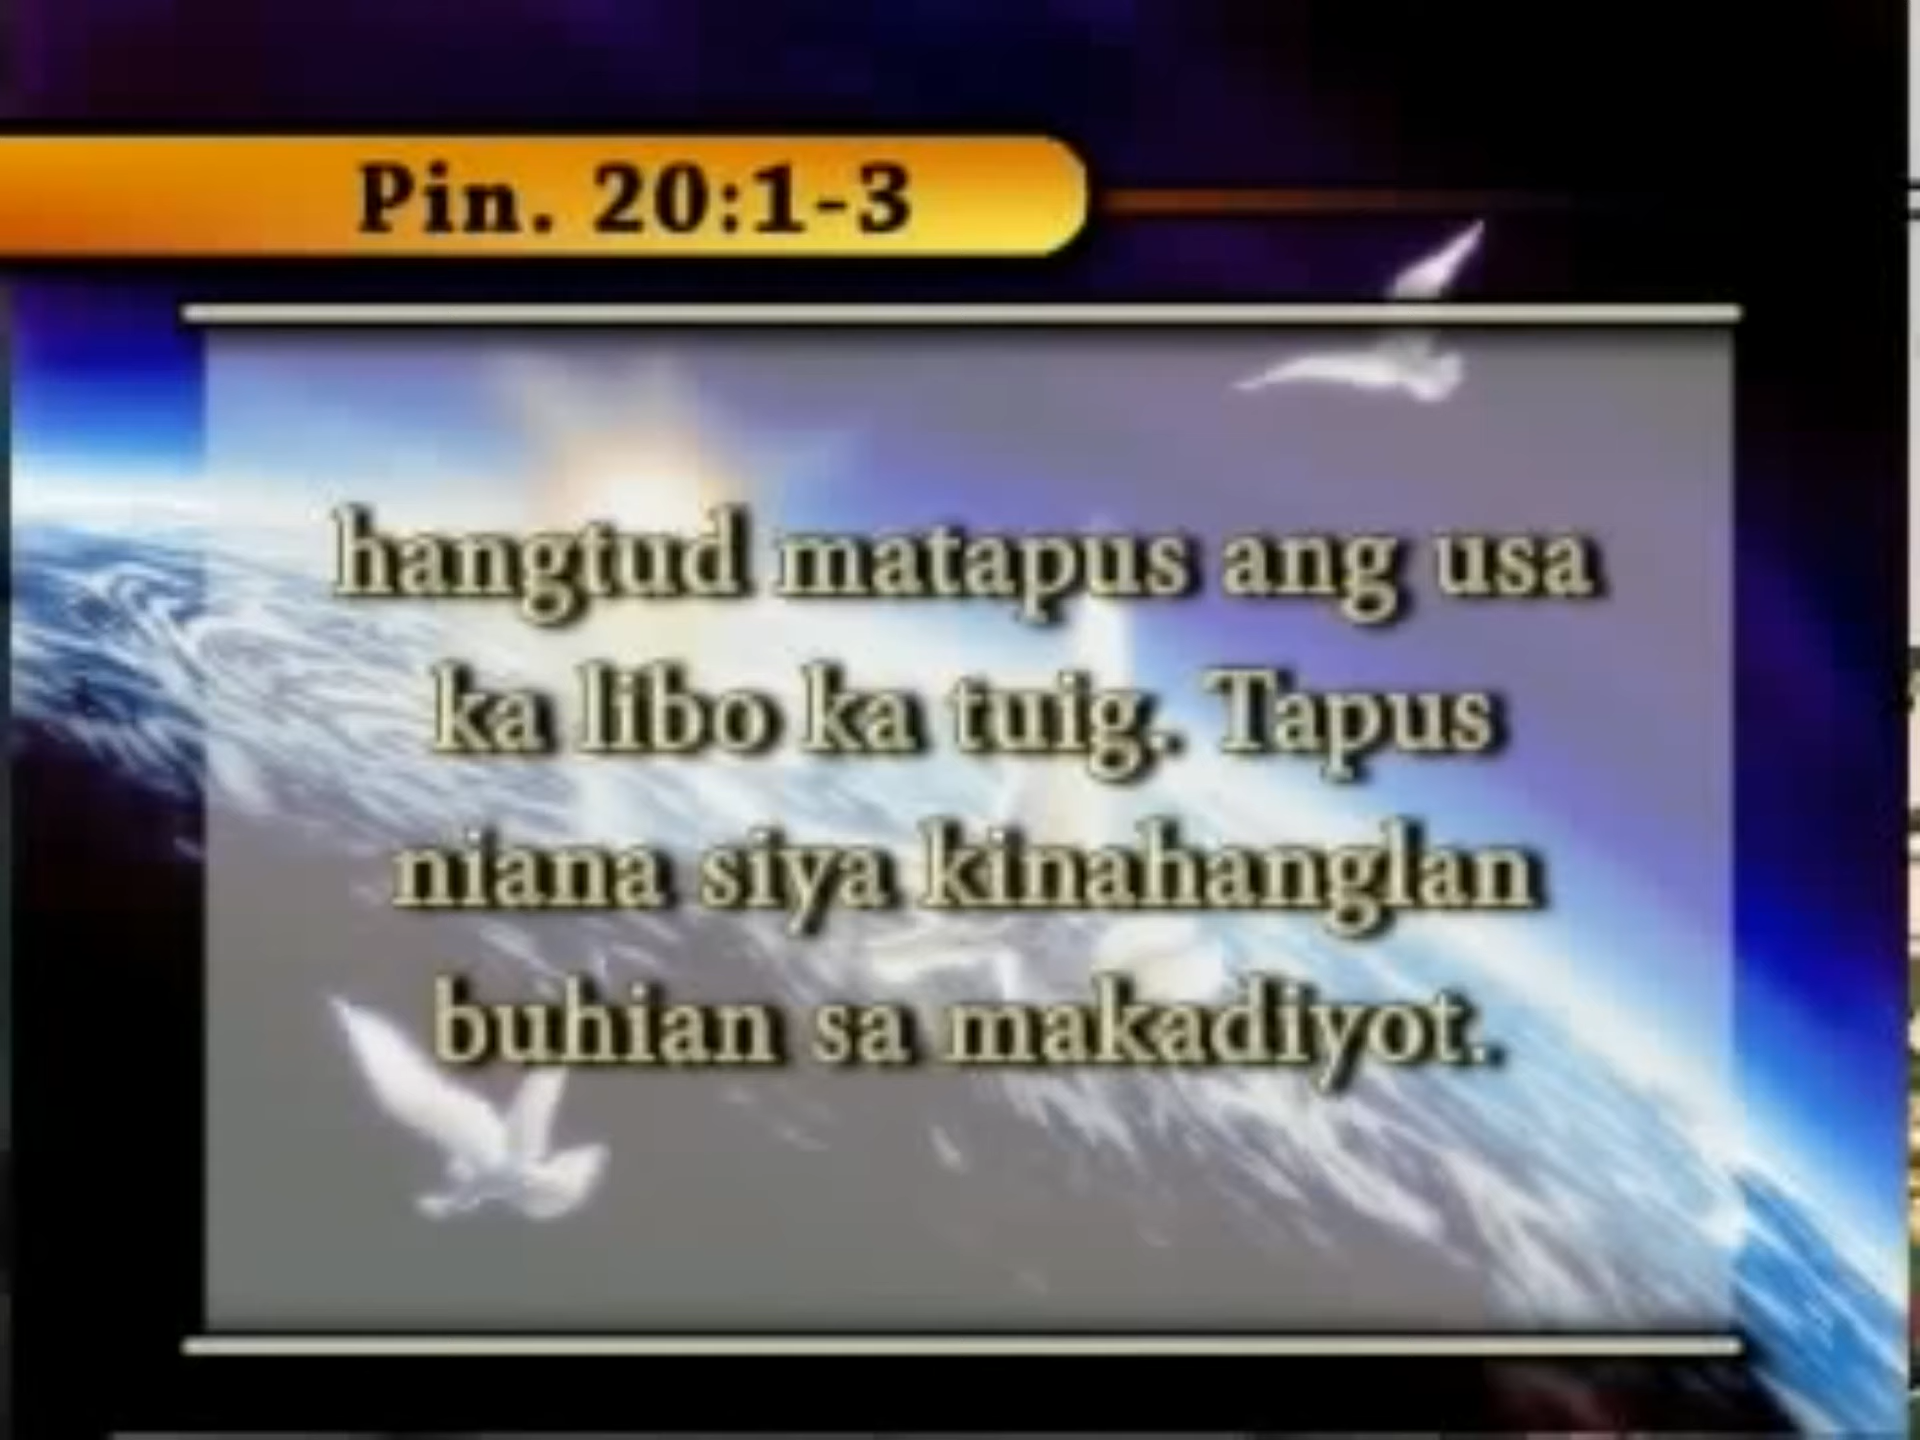 Pin. 20:1-3
hangtud matapus ang usa
ka libo ka tuig. Tapus
niana siya kinahanglan
buhian sa makadiyot.